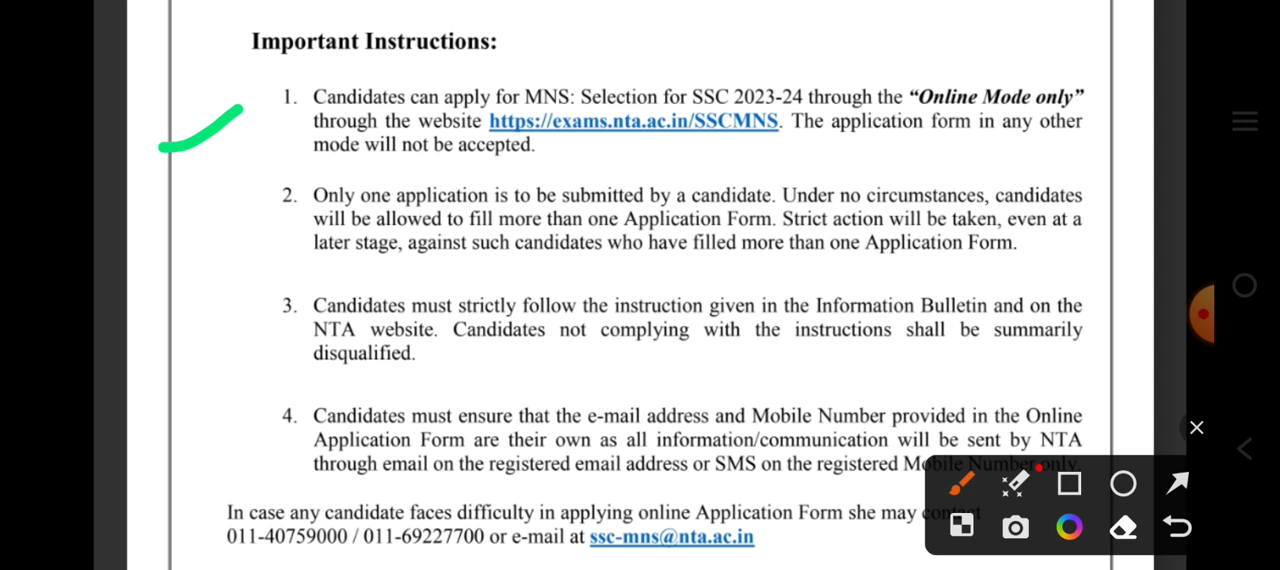 Important Instructions:
1. Candidates can apply for MNS: Selection for SSC 2023-24 through the “Online Mode only”
through the website https://exams.nta.ac.in/SSCMNS. The application form in any other
mode will not be accepted.
2. Only one application is to be submitted by a candidate. Under no circumstances, candidates
will be allowed to fill more than one Application Form. Strict action will be taken, even at a
later stage, against such candidates who have filled more than one Application Form.
3. Candidates must strictly follow the instruction given in the Information Bulletin and on the
NTA website. Candidates not complying with the instructions shall be summarily
disqualified.
4. Candidates must ensure that the e-mail address and Mobile Number provided in the Online
Application Form are their own as all information/communication will be sent by NTA
through email on the registered email address or SMS on the registered Mobile Number only.
In case any candidate faces difficulty in applying online Application Form she may contact
011-40759000 / 011-69227700 or e-mail at ssc-mns@nta.ac.in